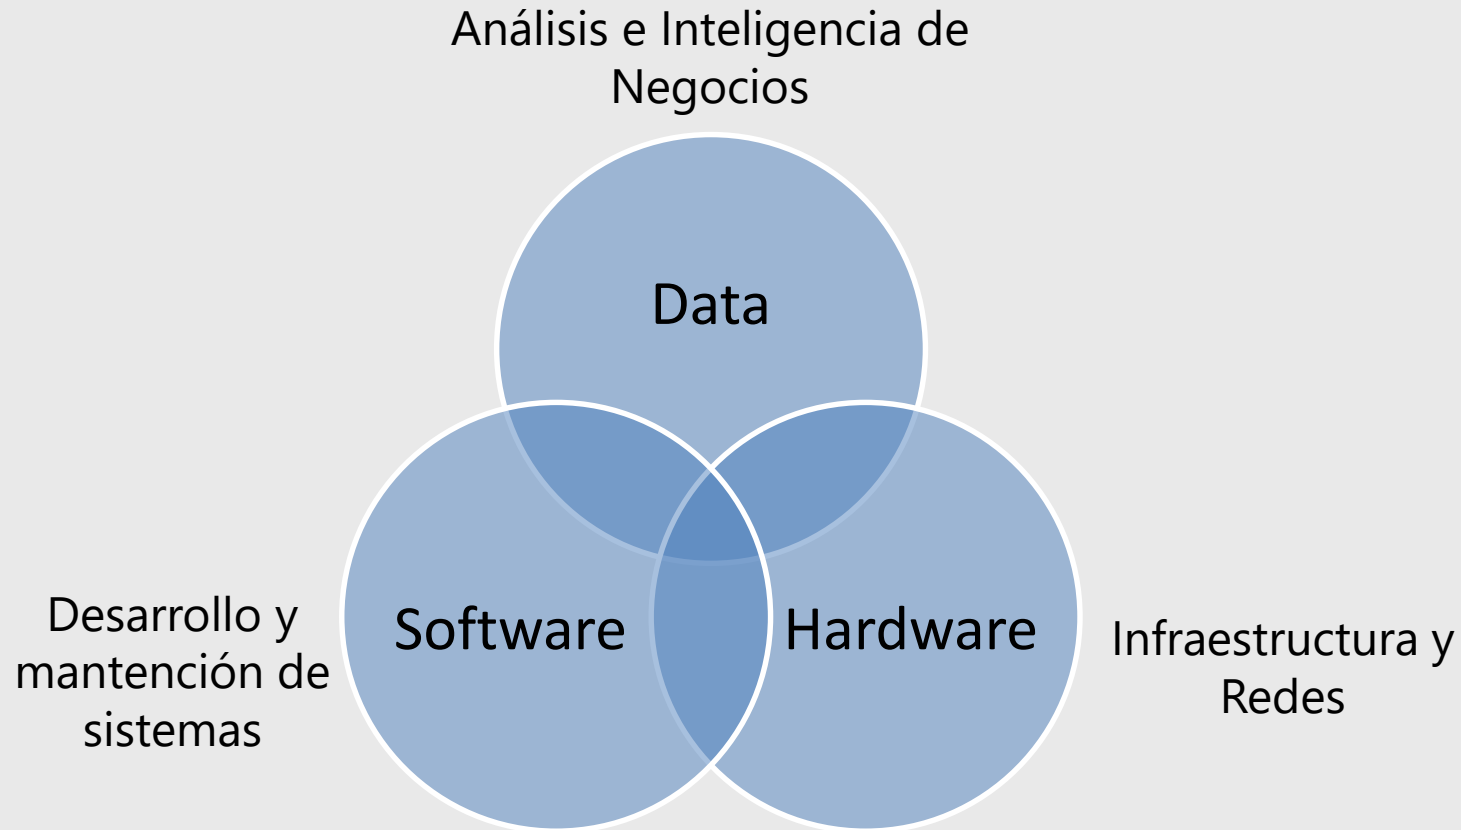 Análisis e Inteligencia de
Negocios
Data
Software
Hardware
Desarrollo y
mantención de
sistemas
Infraestructura y
Redes